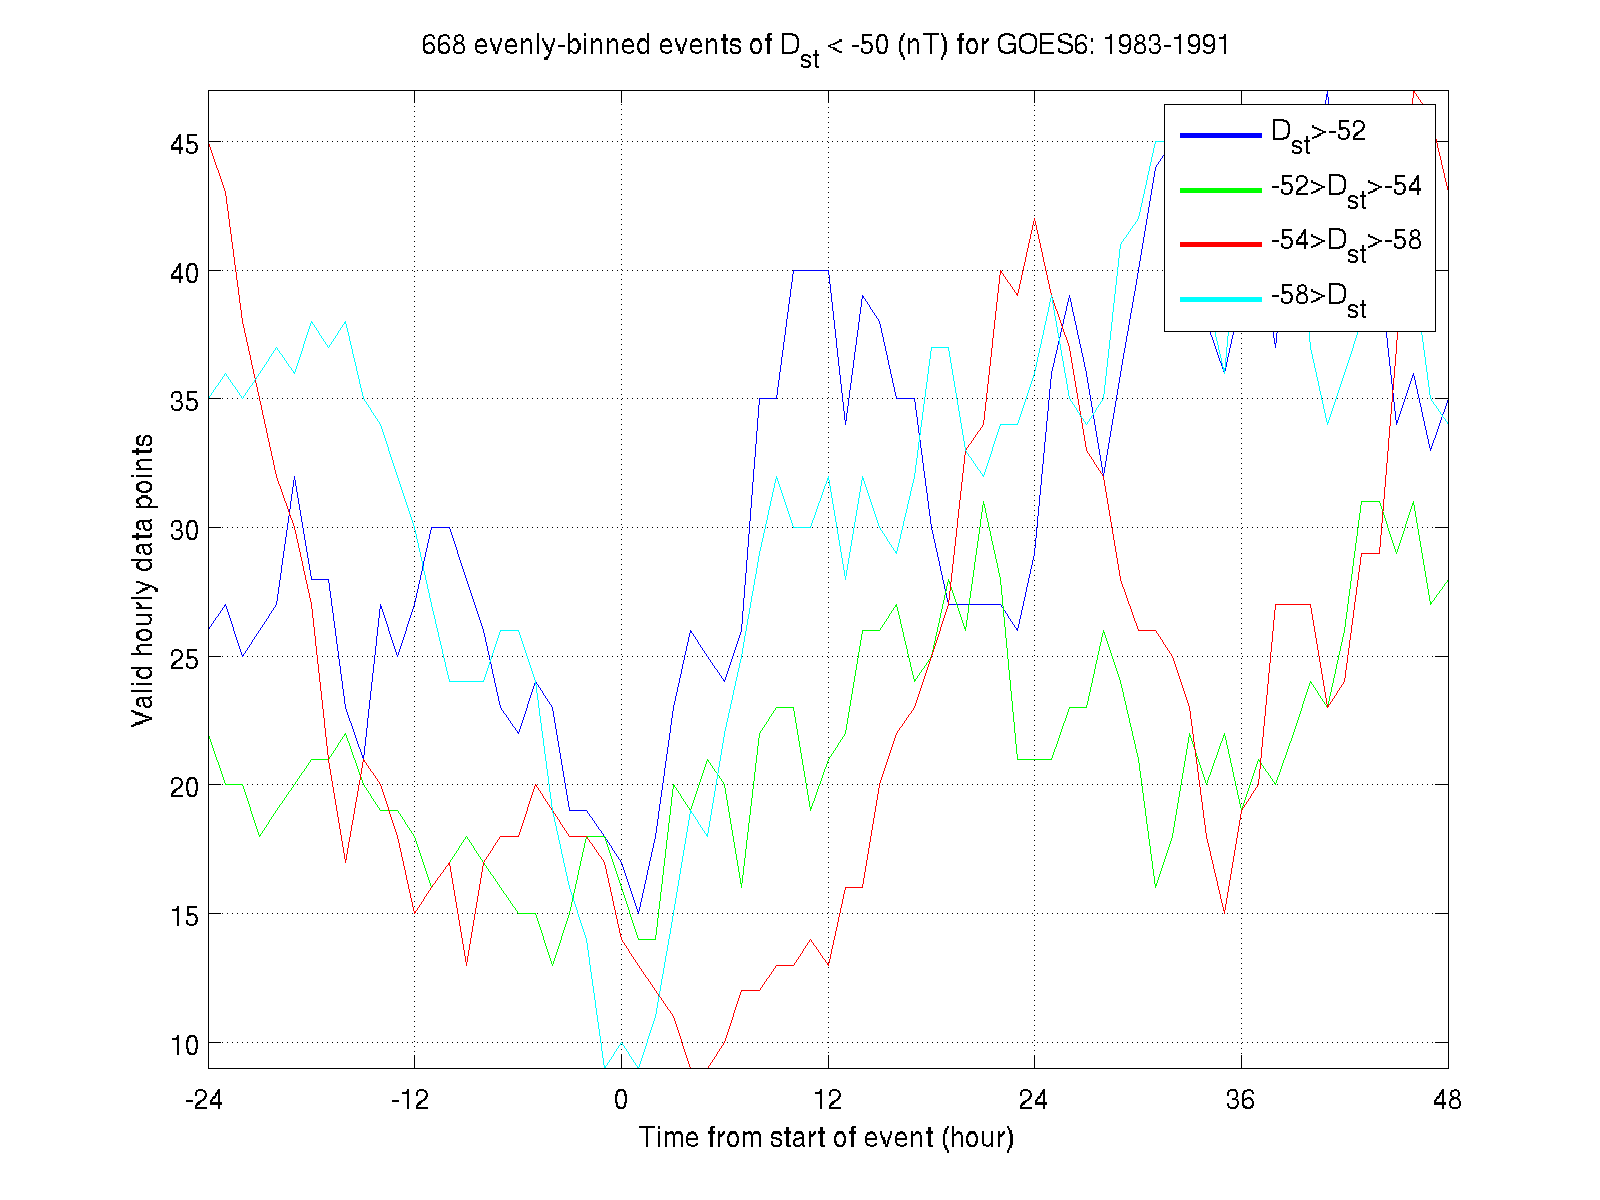 668 evenly-binned events of Dst < -50 (nT) for GOES6: 1983-1991
Dst>-52
-52>Dst>-54
-54>Dst>-58
-58>Dst
45
40
35
30
25
20
15
10
Valid hourly data points
-24 -12 0 12 24 36 48
Time from start of event (hour)